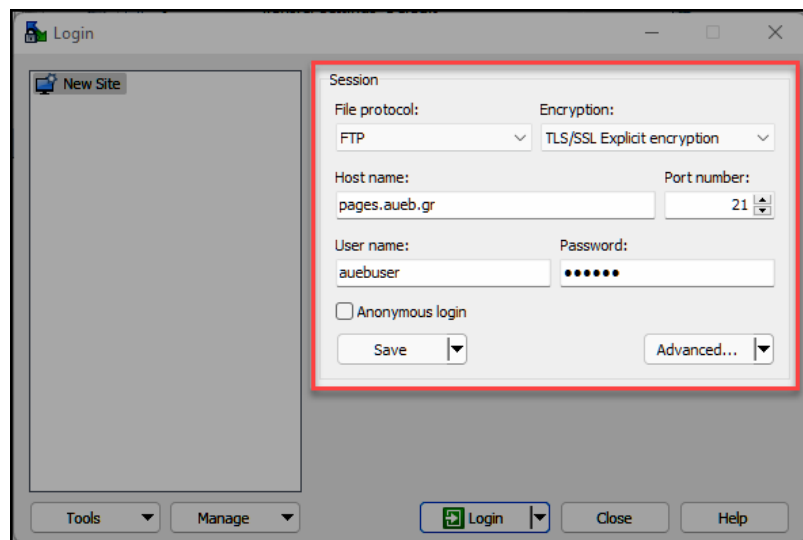 Login
New Site
Session
File protocol: Encryption:
FTP TLS/SSL Explicit encryption
Host name: Port number:
pages.aueb.gr 21
User name: Password:
auebuser ●●●●●●
Anonymous login
Save Advanced...
Tools Manage Login Close Help